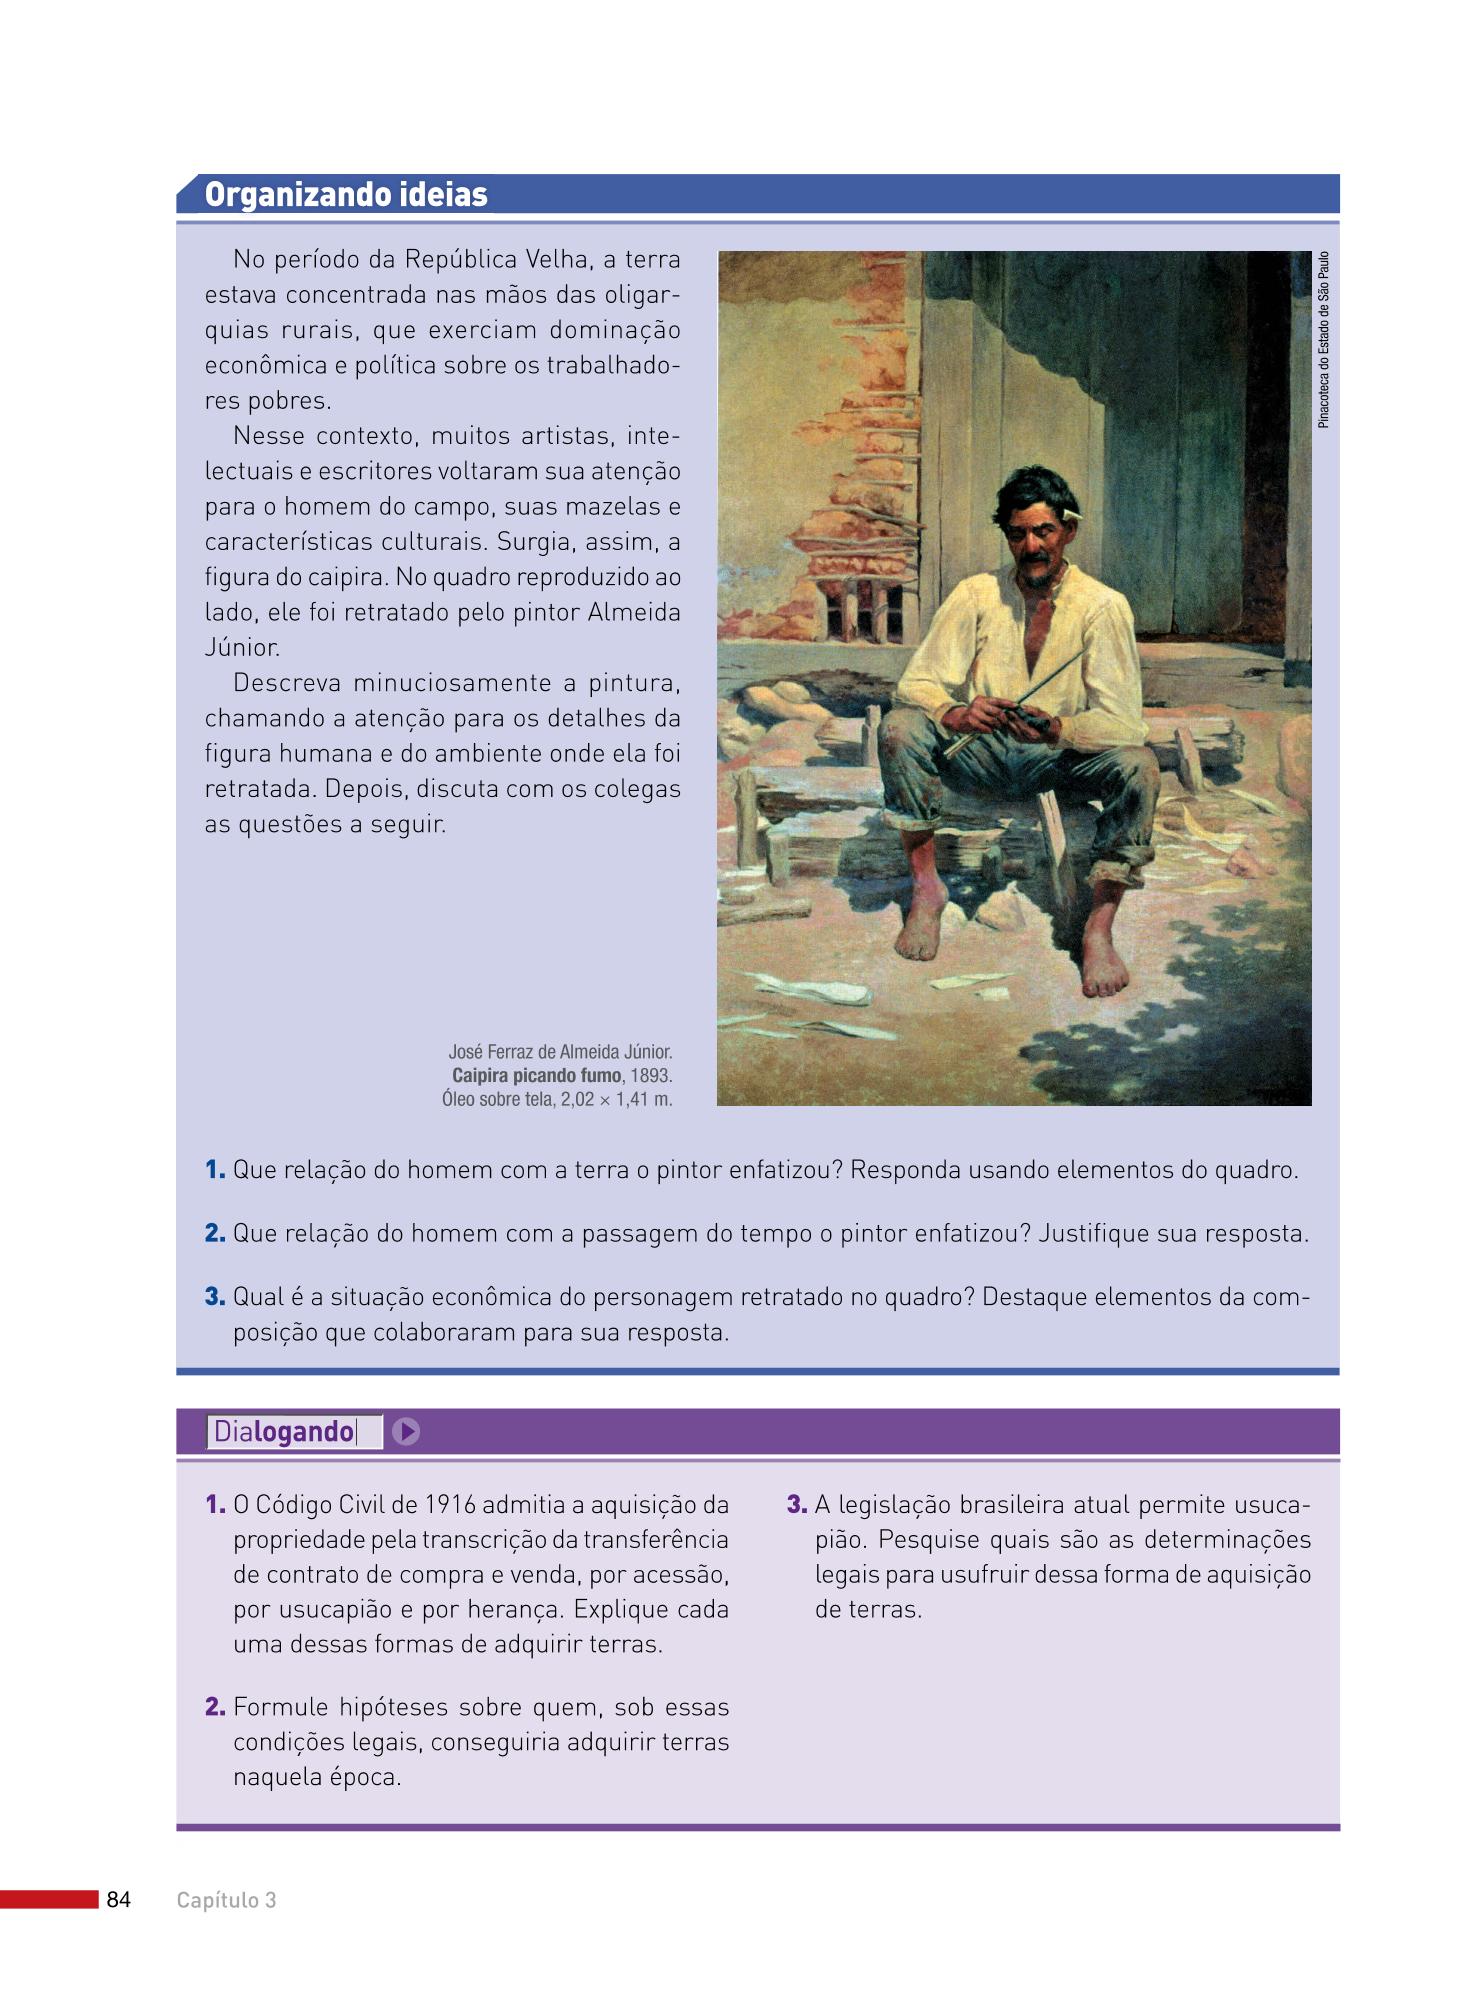 Organizando ideias
No período da República Velha, a terra
estava concentrada nas mãos das oligar-
quias rurais, que exerciam dominação
econômica e política sobre os trabalhado-
res pobres.
Nesse contexto, muitos artistas, inte-
lectuais e escritores voltaram sua atenção
para o homem do campo, suas mazelas e
características culturais. Surgia, assim, a
figura do caipira. No quadro reproduzido ao
lado, ele foi retratado pelo pintor Almeida
Júnior.
Descreva minuciosamente a pintura,
chamando a atenção para os detalhes da
figura humana e do ambiente onde ela foi
retratada. Depois, discuta com os colegas
as questões a seguir.
Pinacoteca do Estado de São Paulo
José Ferraz de Almeida Júnior.
Caipira picando fumo, 1893.
Óleo sobre tela, 2,02 × 1,41 m.
1. Que relação do homem com a terra o pintor enfatizou? Responda usando elementos do quadro.
2. Que relação do homem com a passagem do tempo o pintor enfatizou? Justifique sua resposta.
3. Qual é a situação econômica do personagem retratado no quadro? Destaque elementos da com-
posição que colaboraram para sua resposta.
Dialogando
1. O Código Civil de 1916 admitia a aquisição da
propriedade pela transcrição da transferência
de contrato de compra e venda, por acessão,
por usucapião e por herança. Explique cada
uma dessas formas de adquirir terras.
2. Formule hipóteses sobre quem, sob essas
condições legais, conseguiria adquirir terras
naquela época.
3. A legislação brasileira atual permite usuca-
pião. Pesquise quais são as determinações
legais para usufruir dessa forma de aquisição
de terras.
84 Capítulo 3